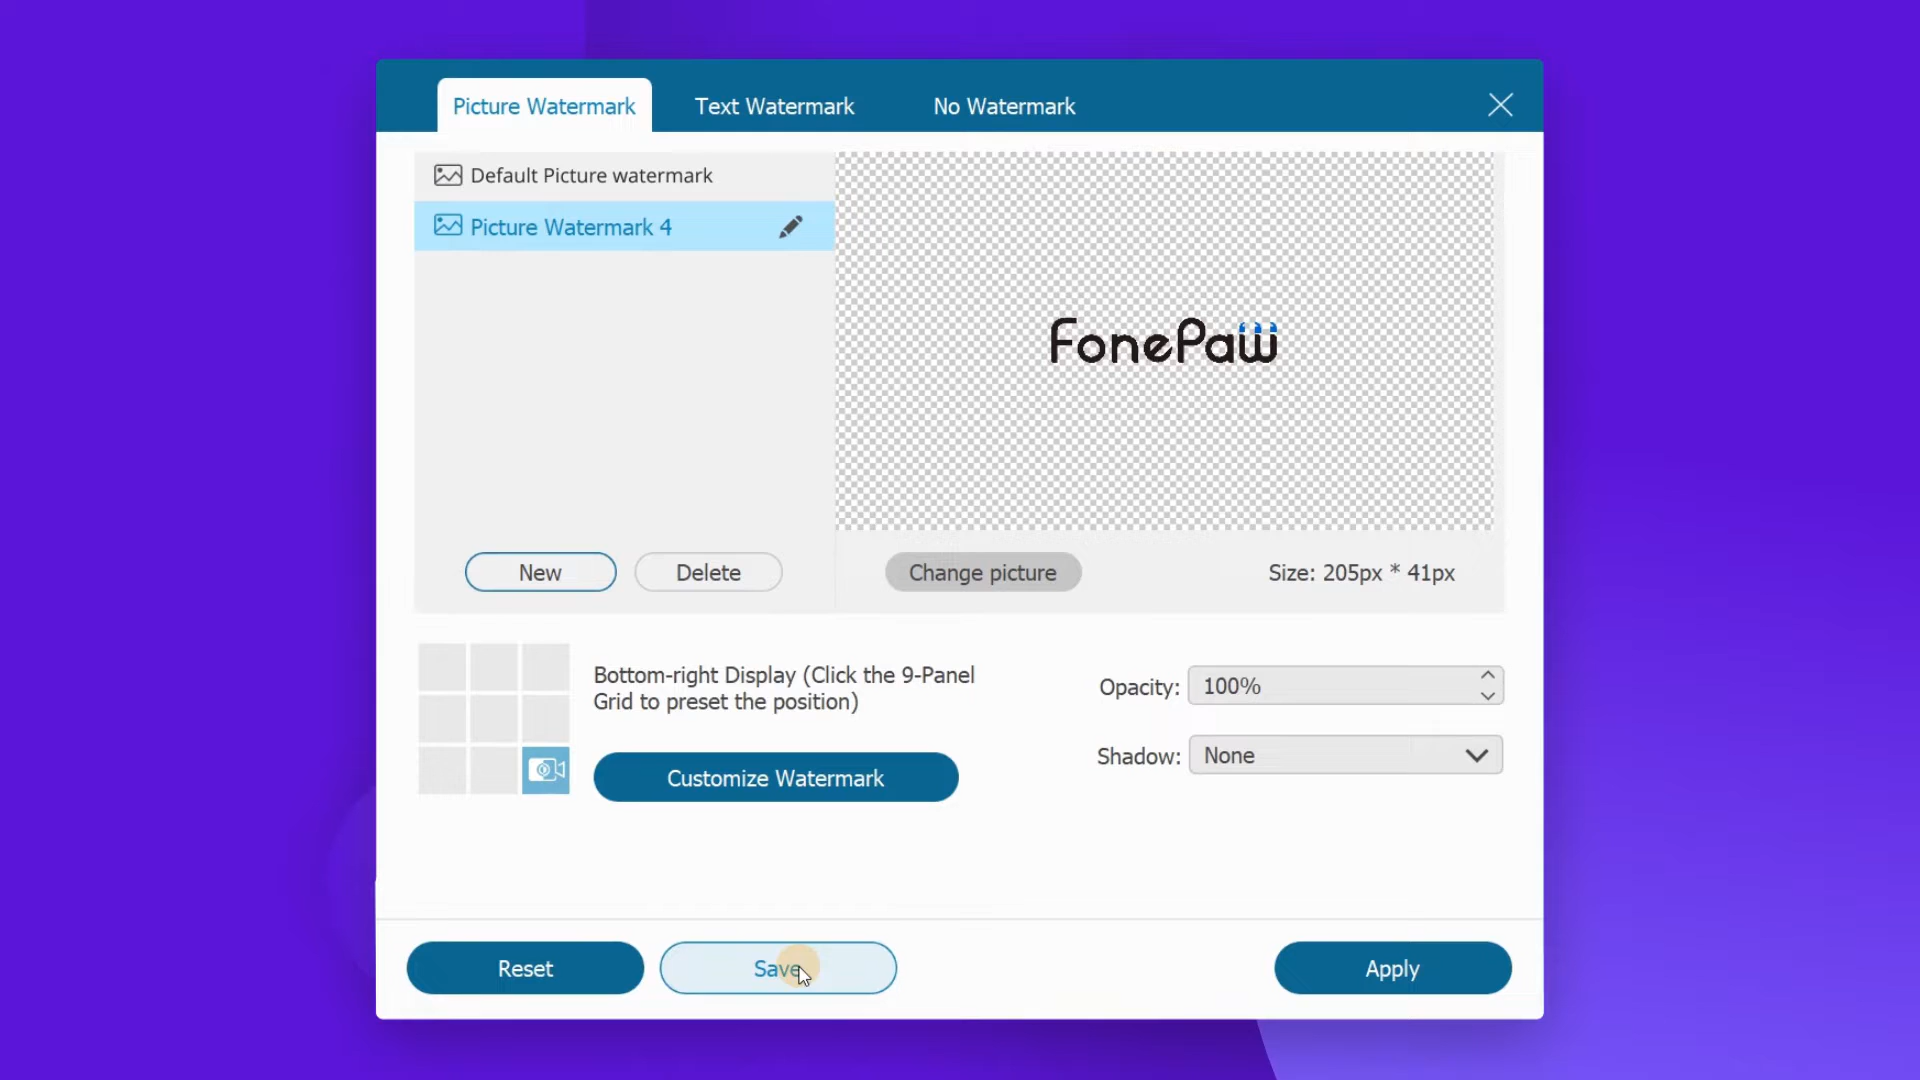 Picture Watermark
Text Watermark
No Watermark
Default Picture watermark
Picture Watermark 4
FonePaw
New
Delete
Change picture
Size: 205px * 41px
Bottom-right Display (Click the 9-Panel
Grid to preset the position)
Opacity:
100%
Customize Watermark
Shadow:
None
Reset
Save
Apply